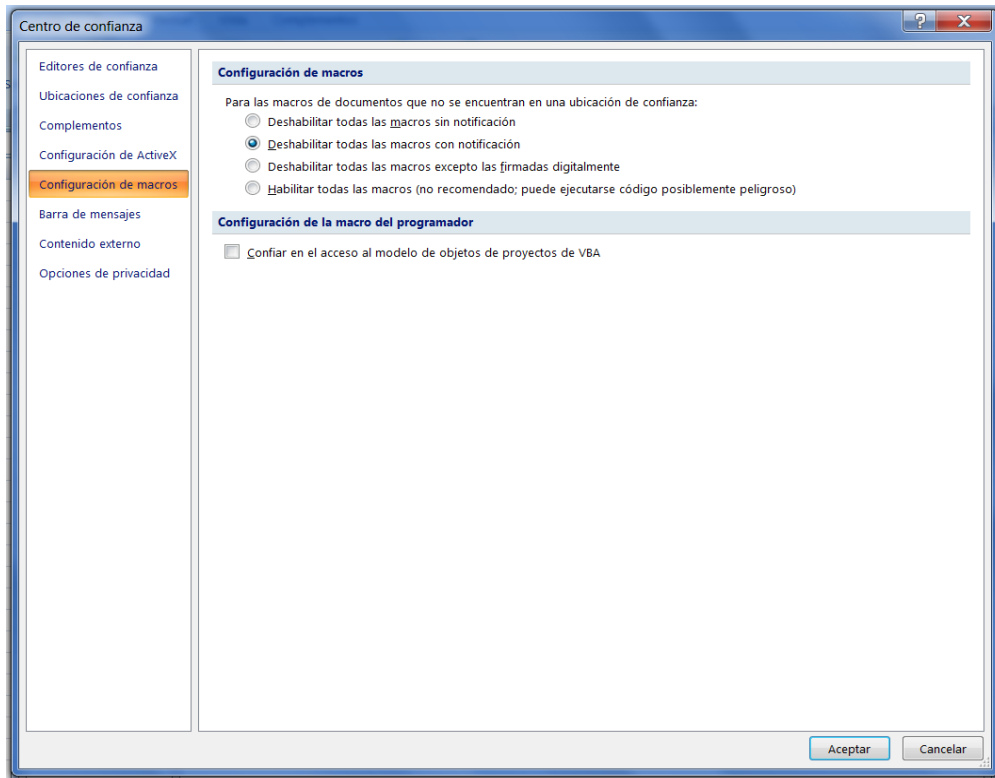 Centro de confianza
Editores de confianza
Ubicaciones de confianza
Complementos
Configuración de ActiveX
Configuración de macros
Barra de mensajes
Contenido externo
Opciones de privacidad
Configuración de macros
Para las macros de documentos que no se encuentran en una ubicación de confianza:
Deshabilitar todas las macros sin notificación
Deshabilitar todas las macros con notificación
Deshabilitar todas las macros excepto las firmadas digitalmente
Habilitar todas las macros (no recomendado; puede ejecutarse código posiblemente peligroso)
Configuración de la macro del programador
Confiar en el acceso al modelo de objetos de proyectos de VBA
Aceptar
Cancelar